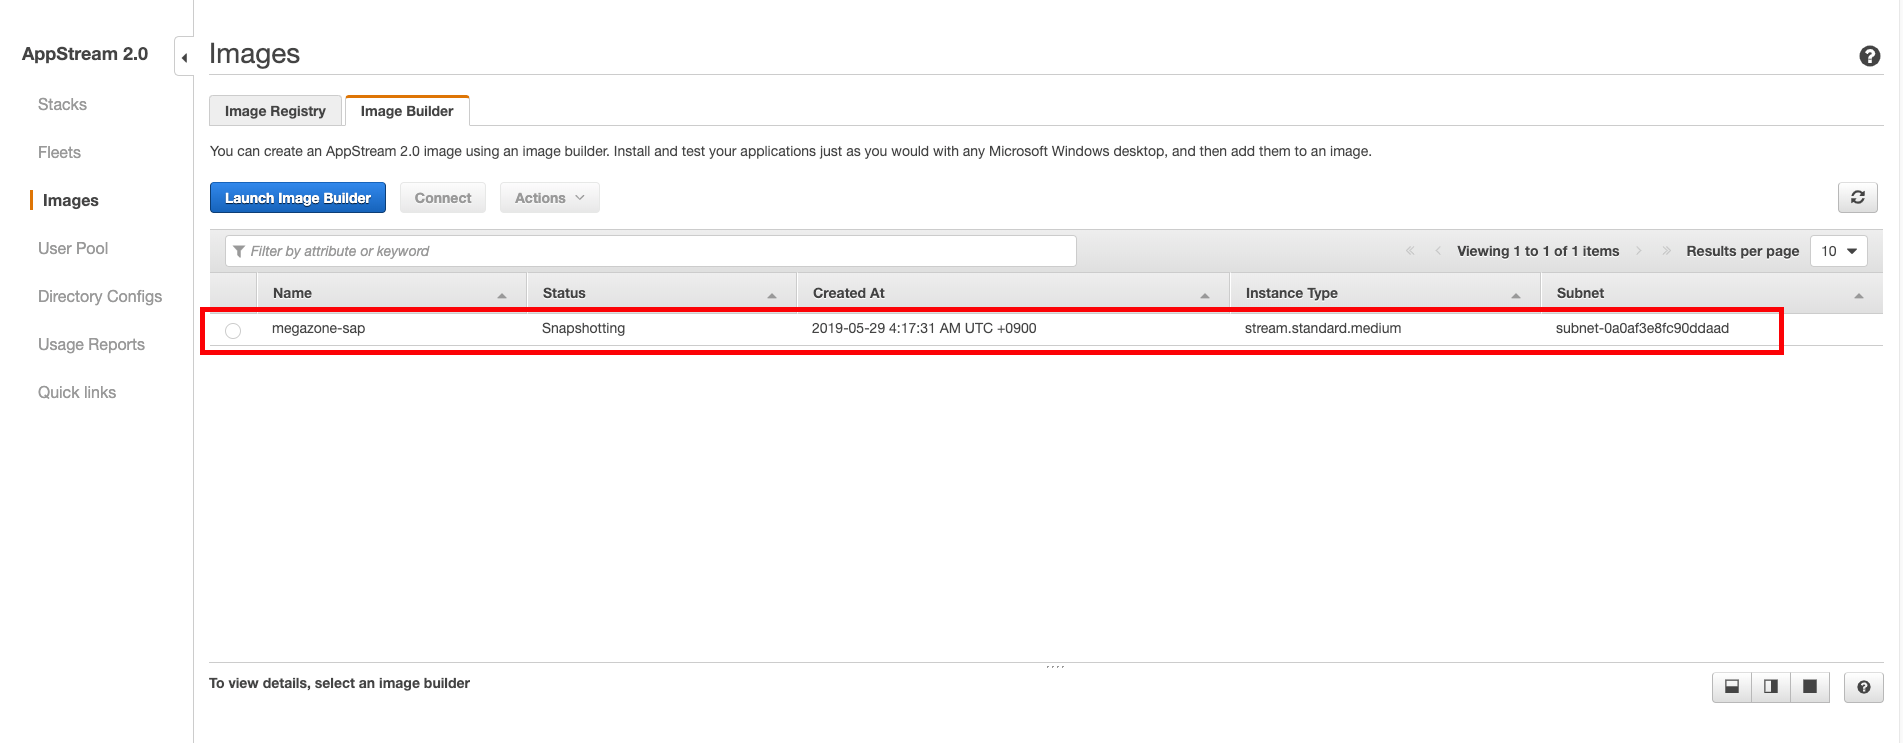 AppStream 2.0
Stacks
Fleets
Images
User Pool
Directory Configs
Usage Reports
Quick links
Images
Image Registry
Image Builder
You can create an AppStream 2.0 image using an image builder. Install and test your applications just as you would with any Microsoft Windows desktop, and then add them to an image.
Launch Image Builder Connect Actions
Filter by attribute or keyword
Viewing 1 to 1 of 1 items
Results per page 10
Name Status Created At Instance Type Subnet
megazone-sap Snapshotting 2019-05-29 4:17:31 AM UTC +0900 stream.standard.medium subnet-0a0af3e8fc90ddaad
To view details, select an image builder